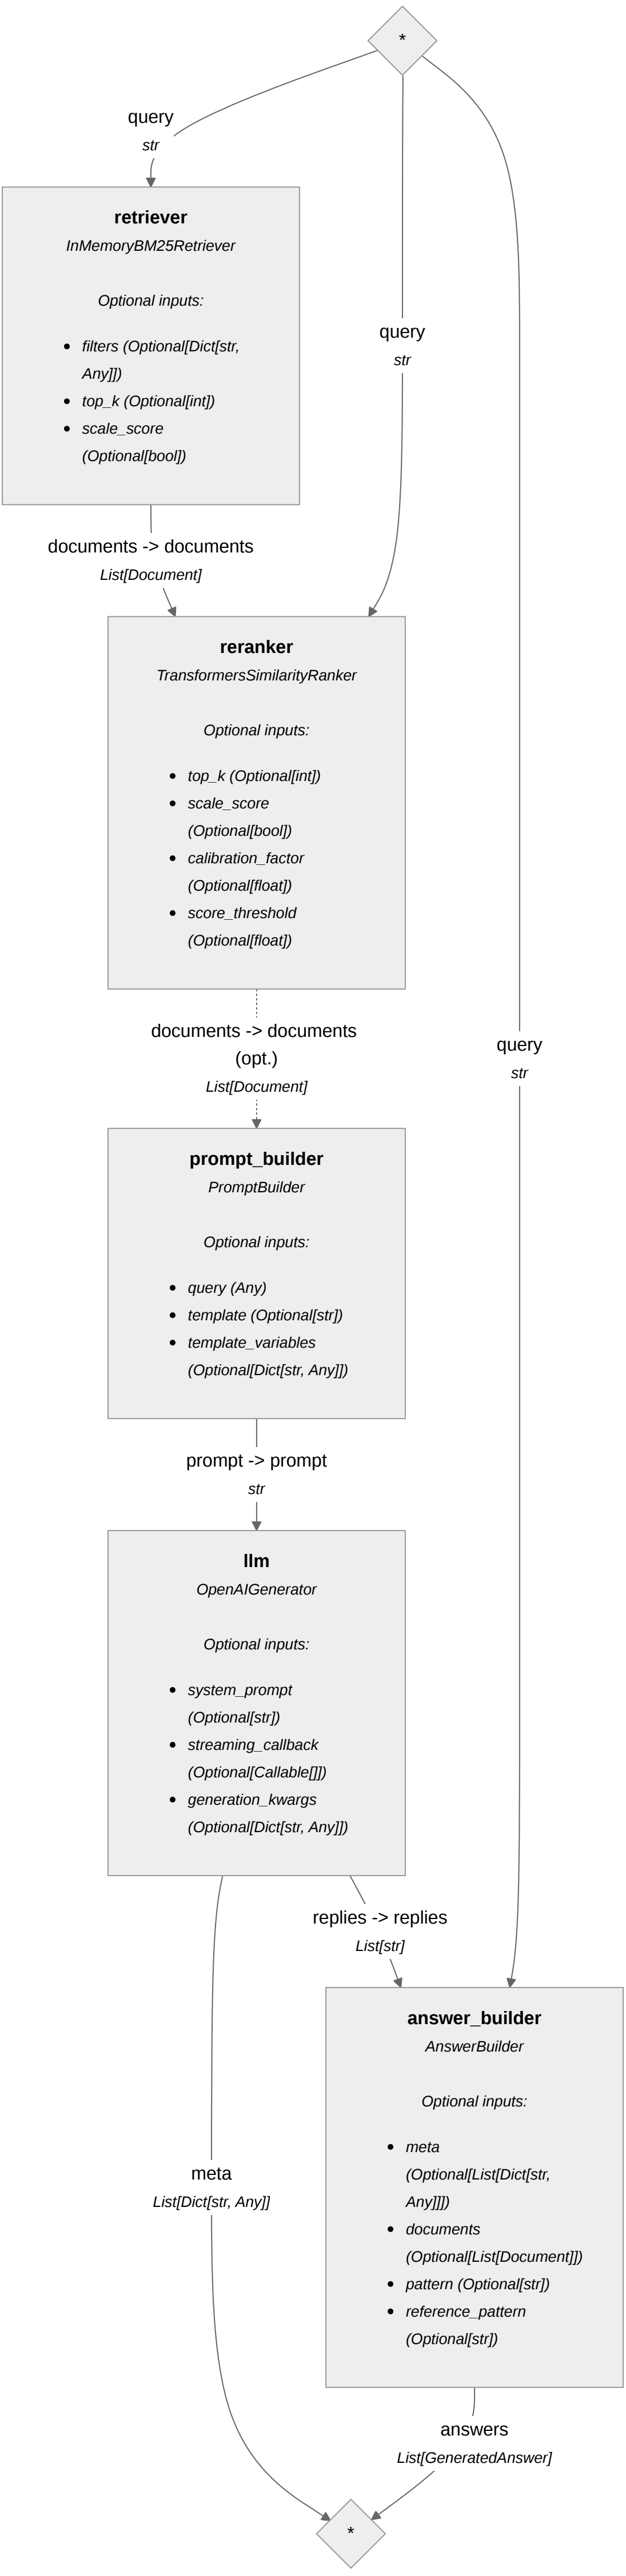 *
query
str
retriever
InMemoryBM25Retriever
Optional inputs:
filters (Optional[Dict[str,
Any]])
top_k (Optional[int])
scale_score
(Optional[bool])
query
str
documents -> documents
List[Document]
reranker
TransformersSimilarityRanker
Optional inputs:
top_k (Optional[int])
scale_score
(Optional[bool])
calibration_factor
(Optional[float])
score_threshold
(Optional[float])
documents -> documents
(opt.)
List[Document]
query
str
prompt_builder
PromptBuilder
Optional inputs:
query (Any)
template (Optional[str])
template_variables
(Optional[Dict[str, Any]])
prompt -> prompt
str
llm
OpenAIGenerator
Optional inputs:
system_prompt
(Optional[str])
streaming_callback
(Optional[Callable[]])
generation_kwargs
(Optional[Dict[str, Any]])
replies -> replies
List[str]
answer_builder
AnswerBuilder
Optional inputs:
meta
(Optional[List[Dict[str,
Any]]])
documents
(Optional[List[Document]])
pattern (Optional[str])
reference_pattern
(Optional[str])
meta
List[Dict[str, Any]]
answers
List[GeneratedAnswer]
*